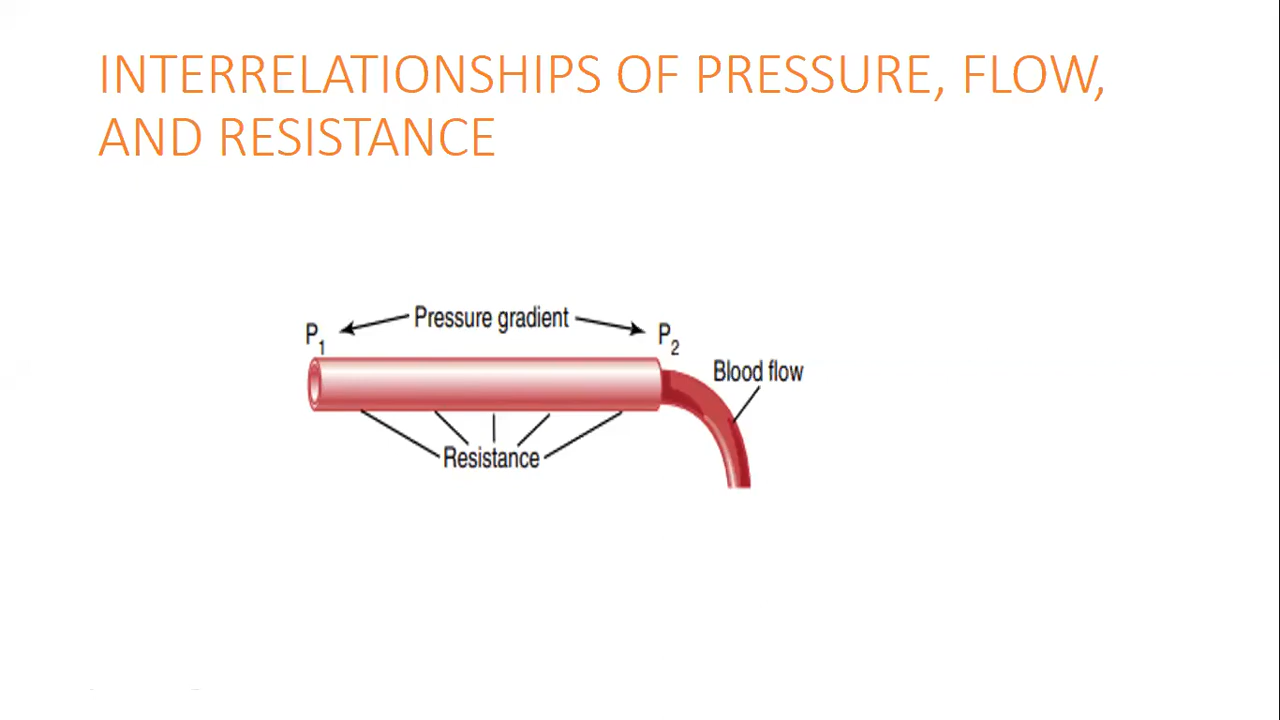 INTERRELATIONSHIPS OF PRESSURE, FLOW,
AND RESISTANCE
Pressure gradient
P1
P2
Blood flow
Resistance